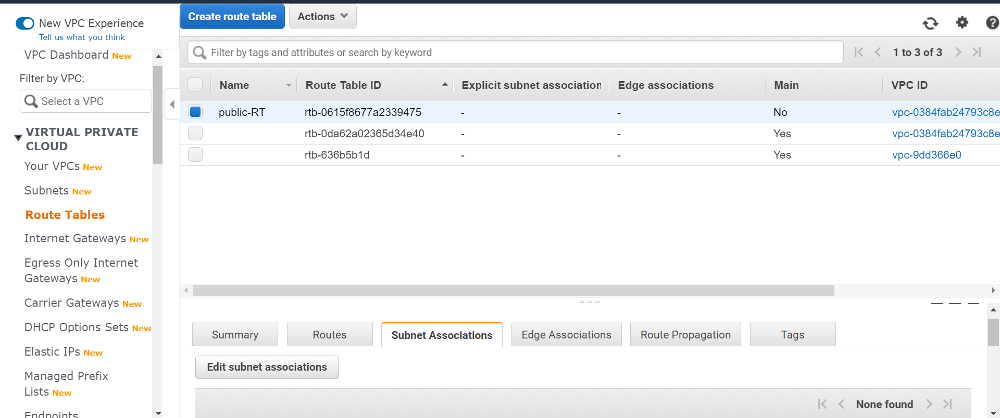 New VPC Experience
Tell us what you think
VPC Dashboard New
Filter by VPC:
Select a VPC
VIRTUAL PRIVATE
CLOUD
Your VPCs New
Subnets New
Route Tables
Internet Gateways New
Egress Only Internet
Gateways New
Carrier Gateways New
DHCP Options Sets New
Elastic IPs New
Managed Prefix
Lists New
Endpoints
Create route table Actions
Filter by tags and attributes or search by keyword 1 to 3 of 3
Name Route Table ID Explicit subnet association Edge associations Main VPC ID
public-RT rtb-0615f8677a2339475 - - No vpc-0384fab24793c8e
rtb-0da62a02365d34e40 - - Yes vpc-0384fab24793c8e
rtb-636b5b1d - - Yes vpc-9dd366e0
Summary Routes Subnet Associations Edge Associations Route Propagation Tags
Edit subnet associations
None found